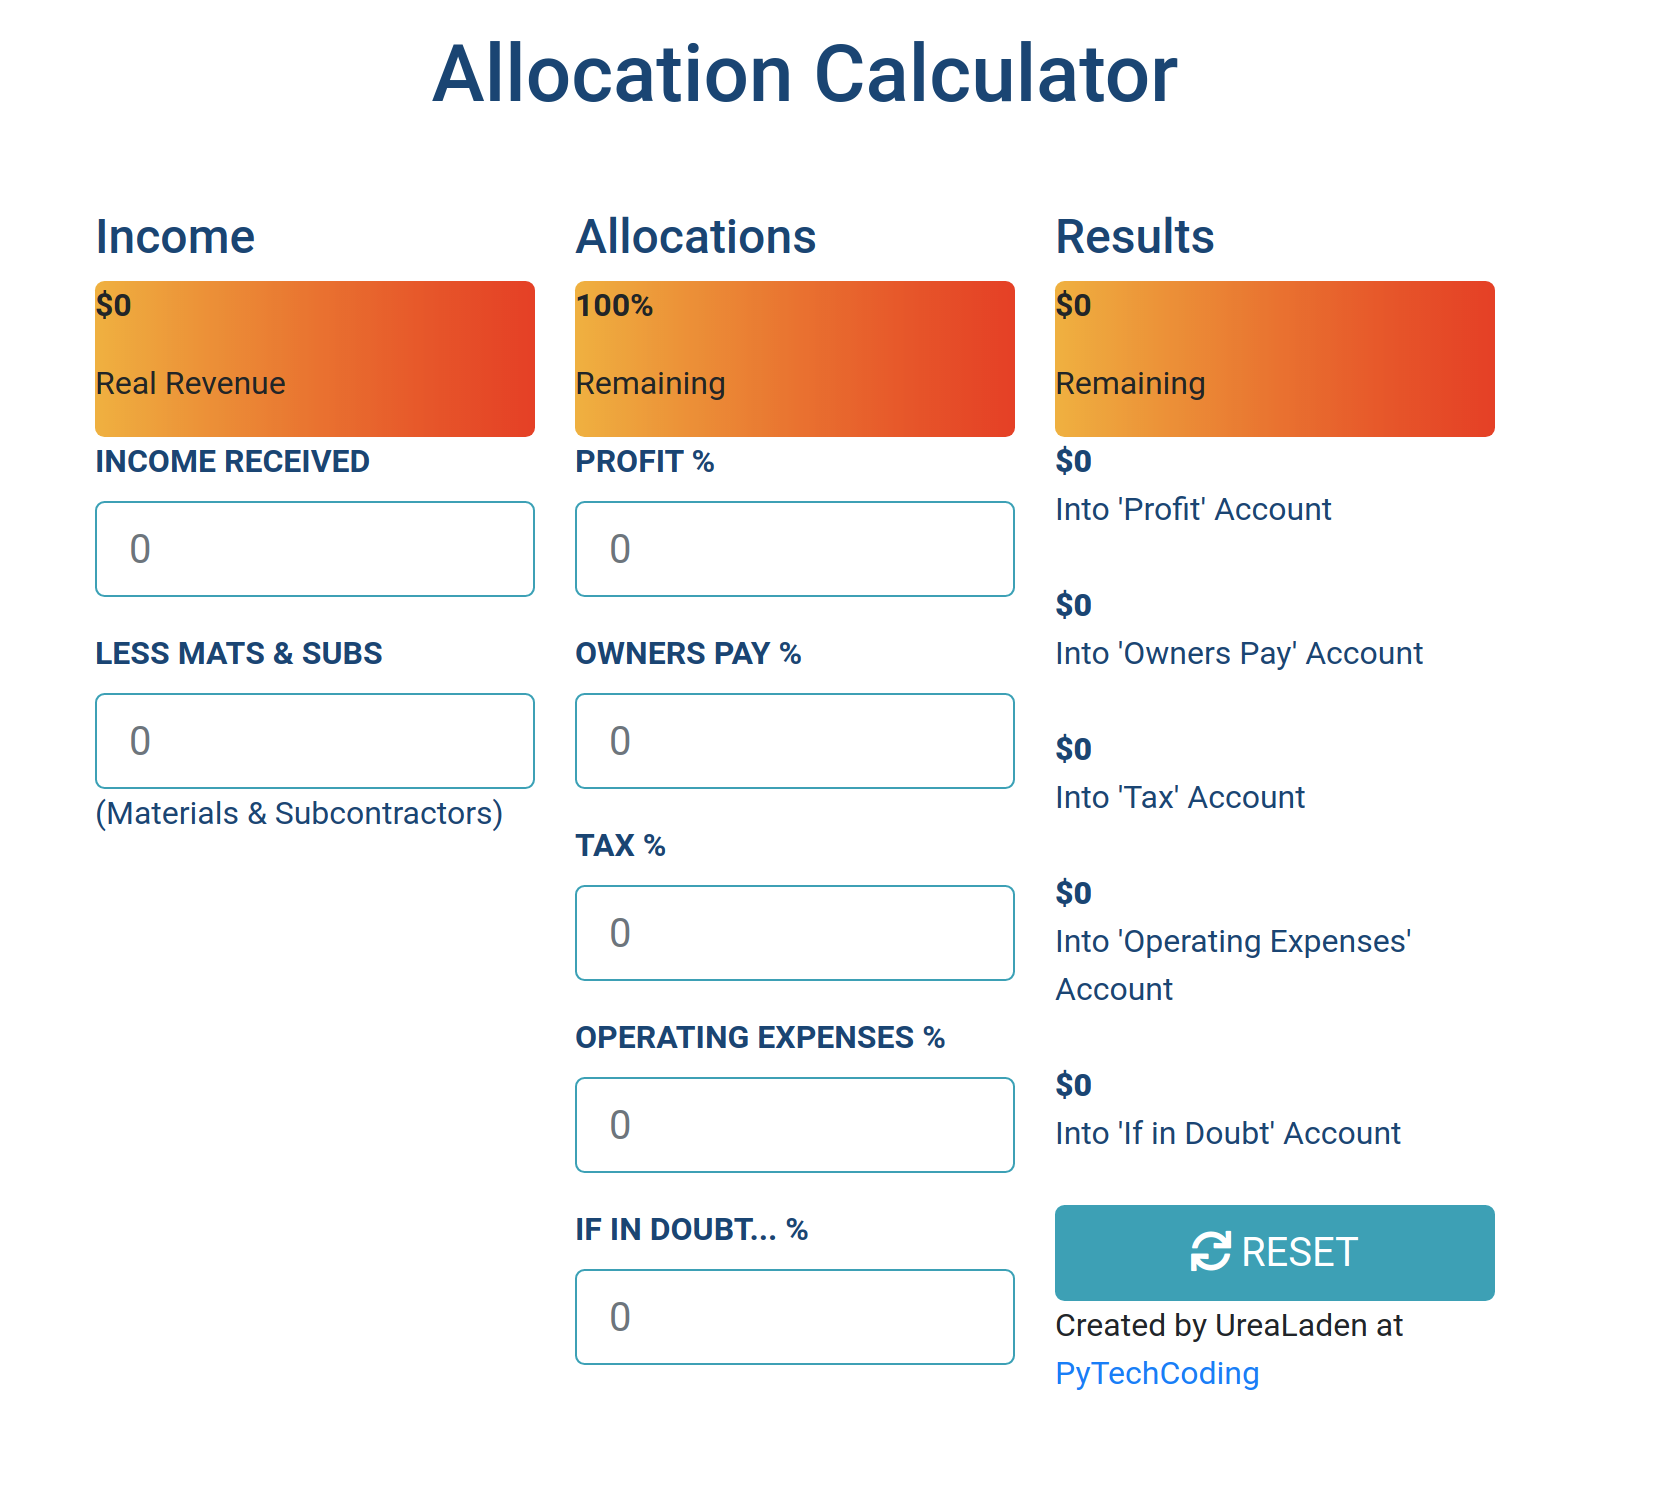 Allocation Calculator
Income
$0
Real Revenue
INCOME RECEIVED
0
LESS MATS & SUBS
0
(Materials & Subcontractors)
Allocations
100%
Remaining
PROFIT %
0
OWNERS PAY %
0
TAX %
0
OPERATING EXPENSES %
0
IF IN DOUBT... %
0
Results
$0
Remaining
$0
Into 'Profit' Account
$0
Into 'Owners Pay' Account
$0
Into 'Tax' Account
$0
Into 'Operating Expenses'
Account
$0
Into 'If in Doubt' Account
RESET
Created by UreaLaden at
PyTechCoding